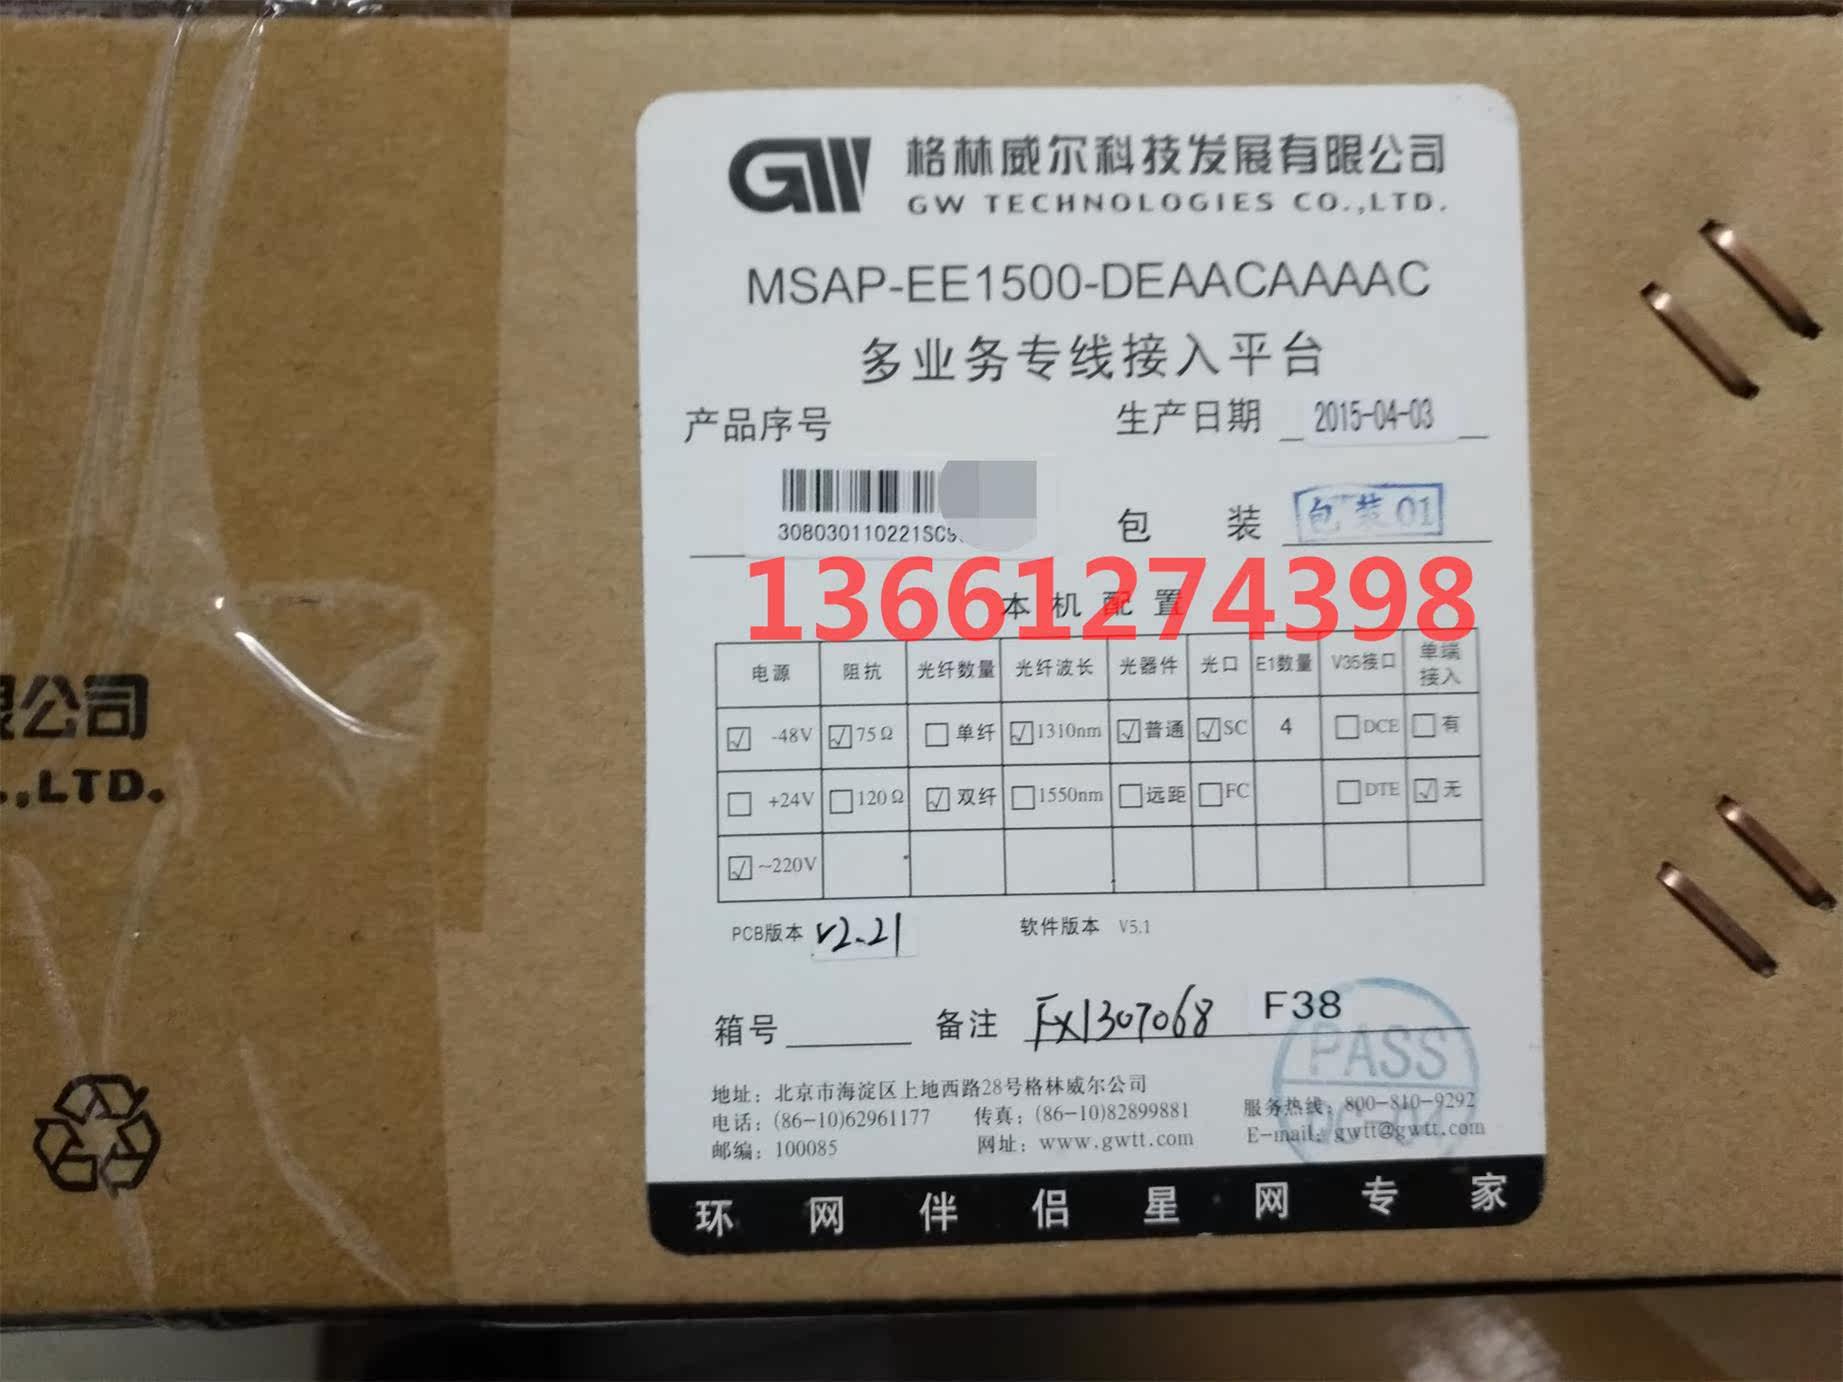 GW 格林威尔科技发展有限公司
GW TECHNOLOGIES CO.,LTD.
MSAP-EE1500-DEAACAAAAC
多业务专线接入平台
产品序号 生产日期 2015-04-03
308030110221SC9
包装 包装01
13661274398
本机配置
电源 阻抗 光纤数量 光纤波长 光器件 光口 E1数量 V35接口 单端接入
☑ -48V ☑ 75Ω ☐ 单纤 ☑ 1310nm ☑ 普通 ☑ SC 4 ☐ DCE ☐ 有
☐ +24V ☐ 120Ω ☑ 双纤 ☐ 1550nm ☐ 远距 ☐ FC ☐ DTE ☑ 无
☑ ~220V
PCB版本 V2.21 软件版本 V5.1
箱号 备注 FX1307068 F38
PASS
地址：北京市海淀区上地西路28号格林威尔公司
电话：(86-10)62961177 传真：(86-10)82899881 服务热线：800-810-9292
邮编：100085 网址：www.gwtt.com E-mail：gwtt@gwtt.com
环网伴侣星网专家
限公司
.,LTD.